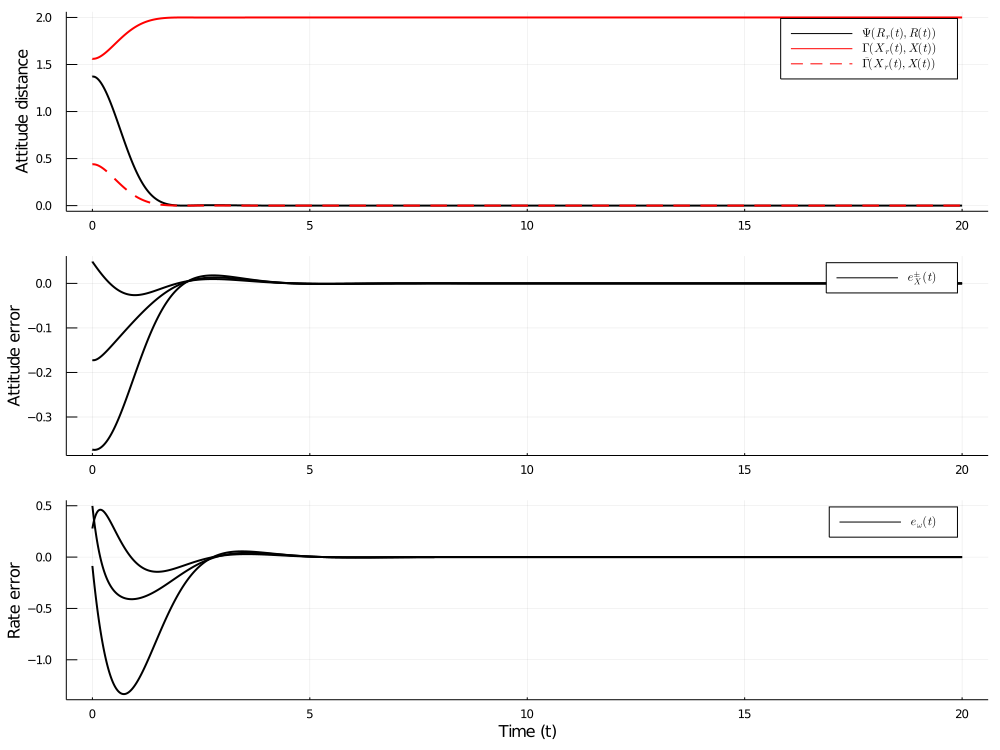 Attitude distance
2.0
1.5
1.0
0.5
0.0
Ψ(R_r(t), R(t))
Γ(X_r(t), X(t))
Γ̄(X_r(t), X(t))
0 5 10 15 20
Attitude error
0.0
−0.1
−0.2
−0.3
e_X^±(t)
0 5 10 15 20
Rate error
0.5
0.0
−0.5
−1.0
e_ω(t)
0 5 10 15 20
Time (t)